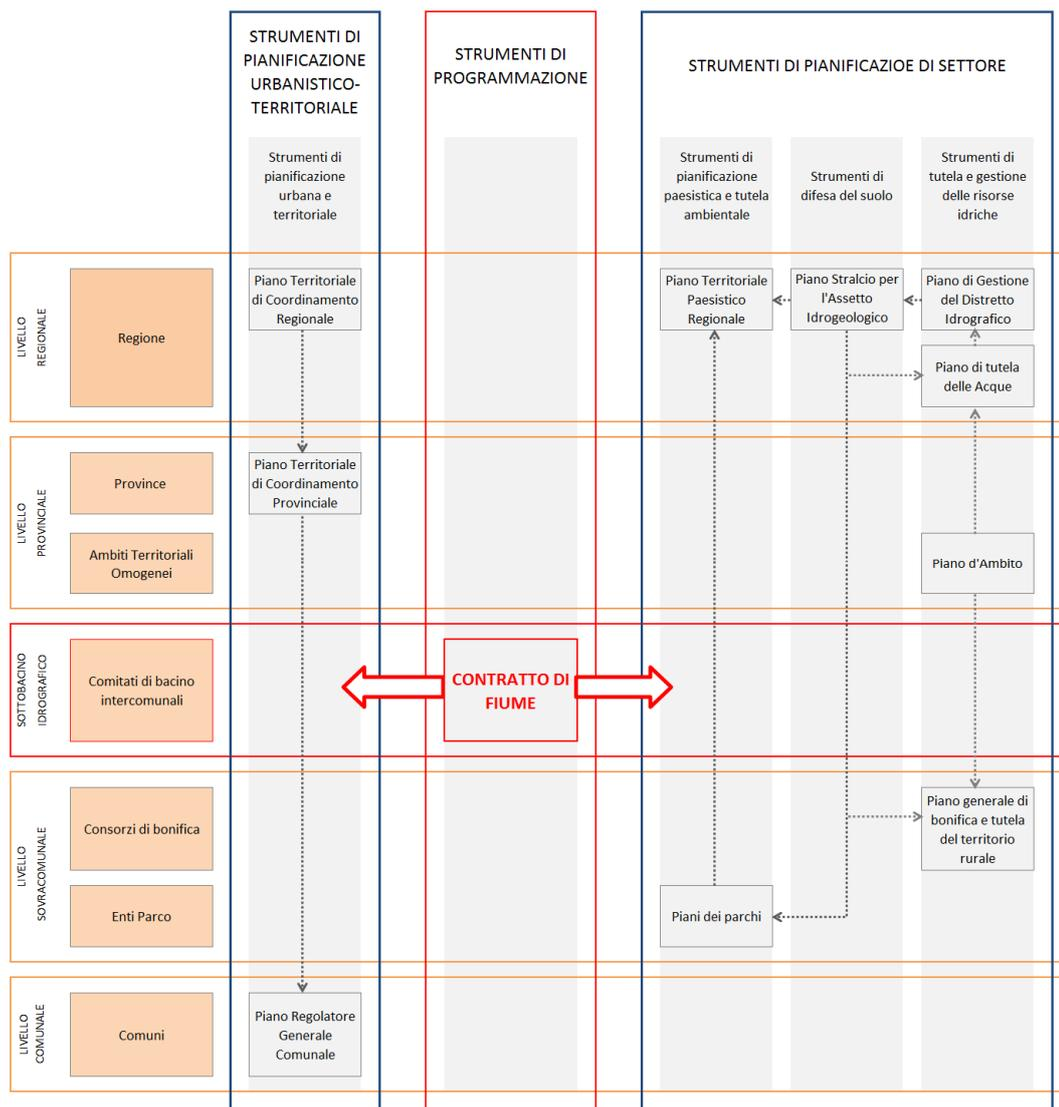 STRUMENTI DI
PIANIFICAZIONE
URBANISTICO-
TERRITORIALE
STRUMENTI DI
PROGRAMMAZIONE
STRUMENTI DI PIANIFICAZIOE DI SETTORE
Strumenti di
pianificazione
urbana e
territoriale
Strumenti di
pianificazione
paesistica e tutela
ambientale
Strumenti di
difesa del suolo
Strumenti di
tutela e gestione
delle risorse
idriche
LIVELLO
REGIONALE
Regione
Piano Territoriale
di Coordinamento
Regionale
Piano Territoriale
Paesistico
Regionale
Piano Stralcio per
l'Assetto
Idrogeologico
Piano di Gestione
del Distretto
Idrografico
Piano di tutela
delle Acque
LIVELLO
PROVINCIALE
Province
Piano Territoriale
di Coordinamento
Provinciale
Ambiti Territoriali
Omogenei
Piano d'Ambito
SOTTOBACINO
IDROGRAFICO
Comitati di bacino
intercomunali
CONTRATTO DI
FIUME
LIVELLO
SOVRACOMUNALE
Consorzi di bonifica
Piano generale di
bonifica e tutela
del territorio
rurale
Enti Parco
Piani dei parchi
LIVELLO
COMUNALE
Comuni
Piano Regolatore
Generale
Comunale